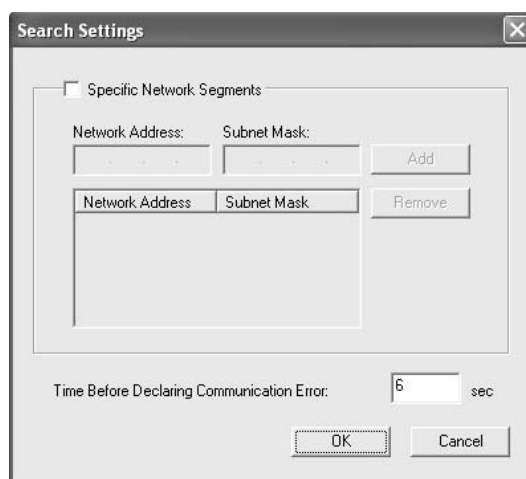 Search Settings
Specific Network Segments
Network Address: Subnet Mask:
. . . . . . Add
Network Address Subnet Mask Remove
Time Before Declaring Communication Error: 6 sec
OK Cancel